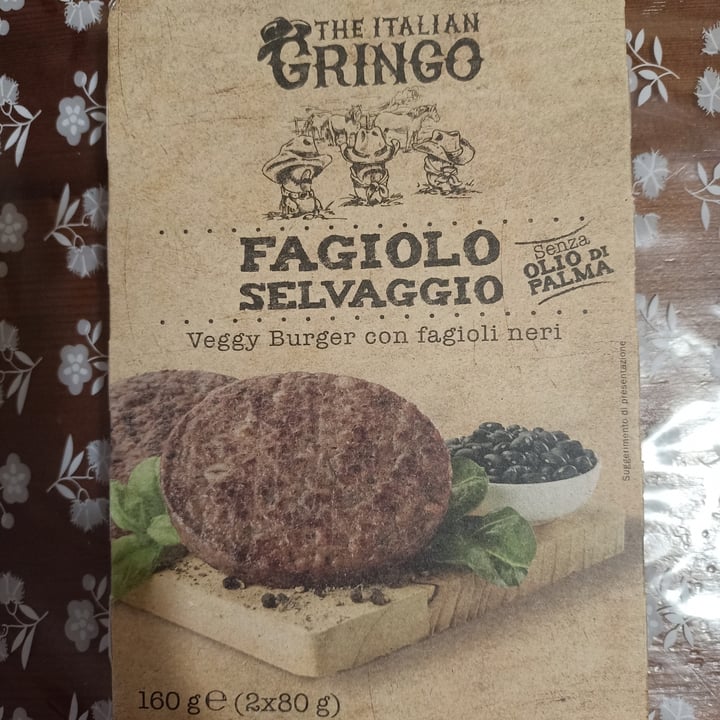 THE ITALIAN
GRINGO
FAGIOLO
SELVAGGIO
Senza
OLIO DI
PALMA
Veggy Burger con fagioli neri
Suggerimento di presentazione
160 g ℮ (2x80 g)